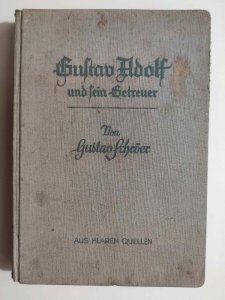 Gustav Adolf
und sein Getreuer
Von
Gustav Schröer
AUS KLAREN QUELLEN